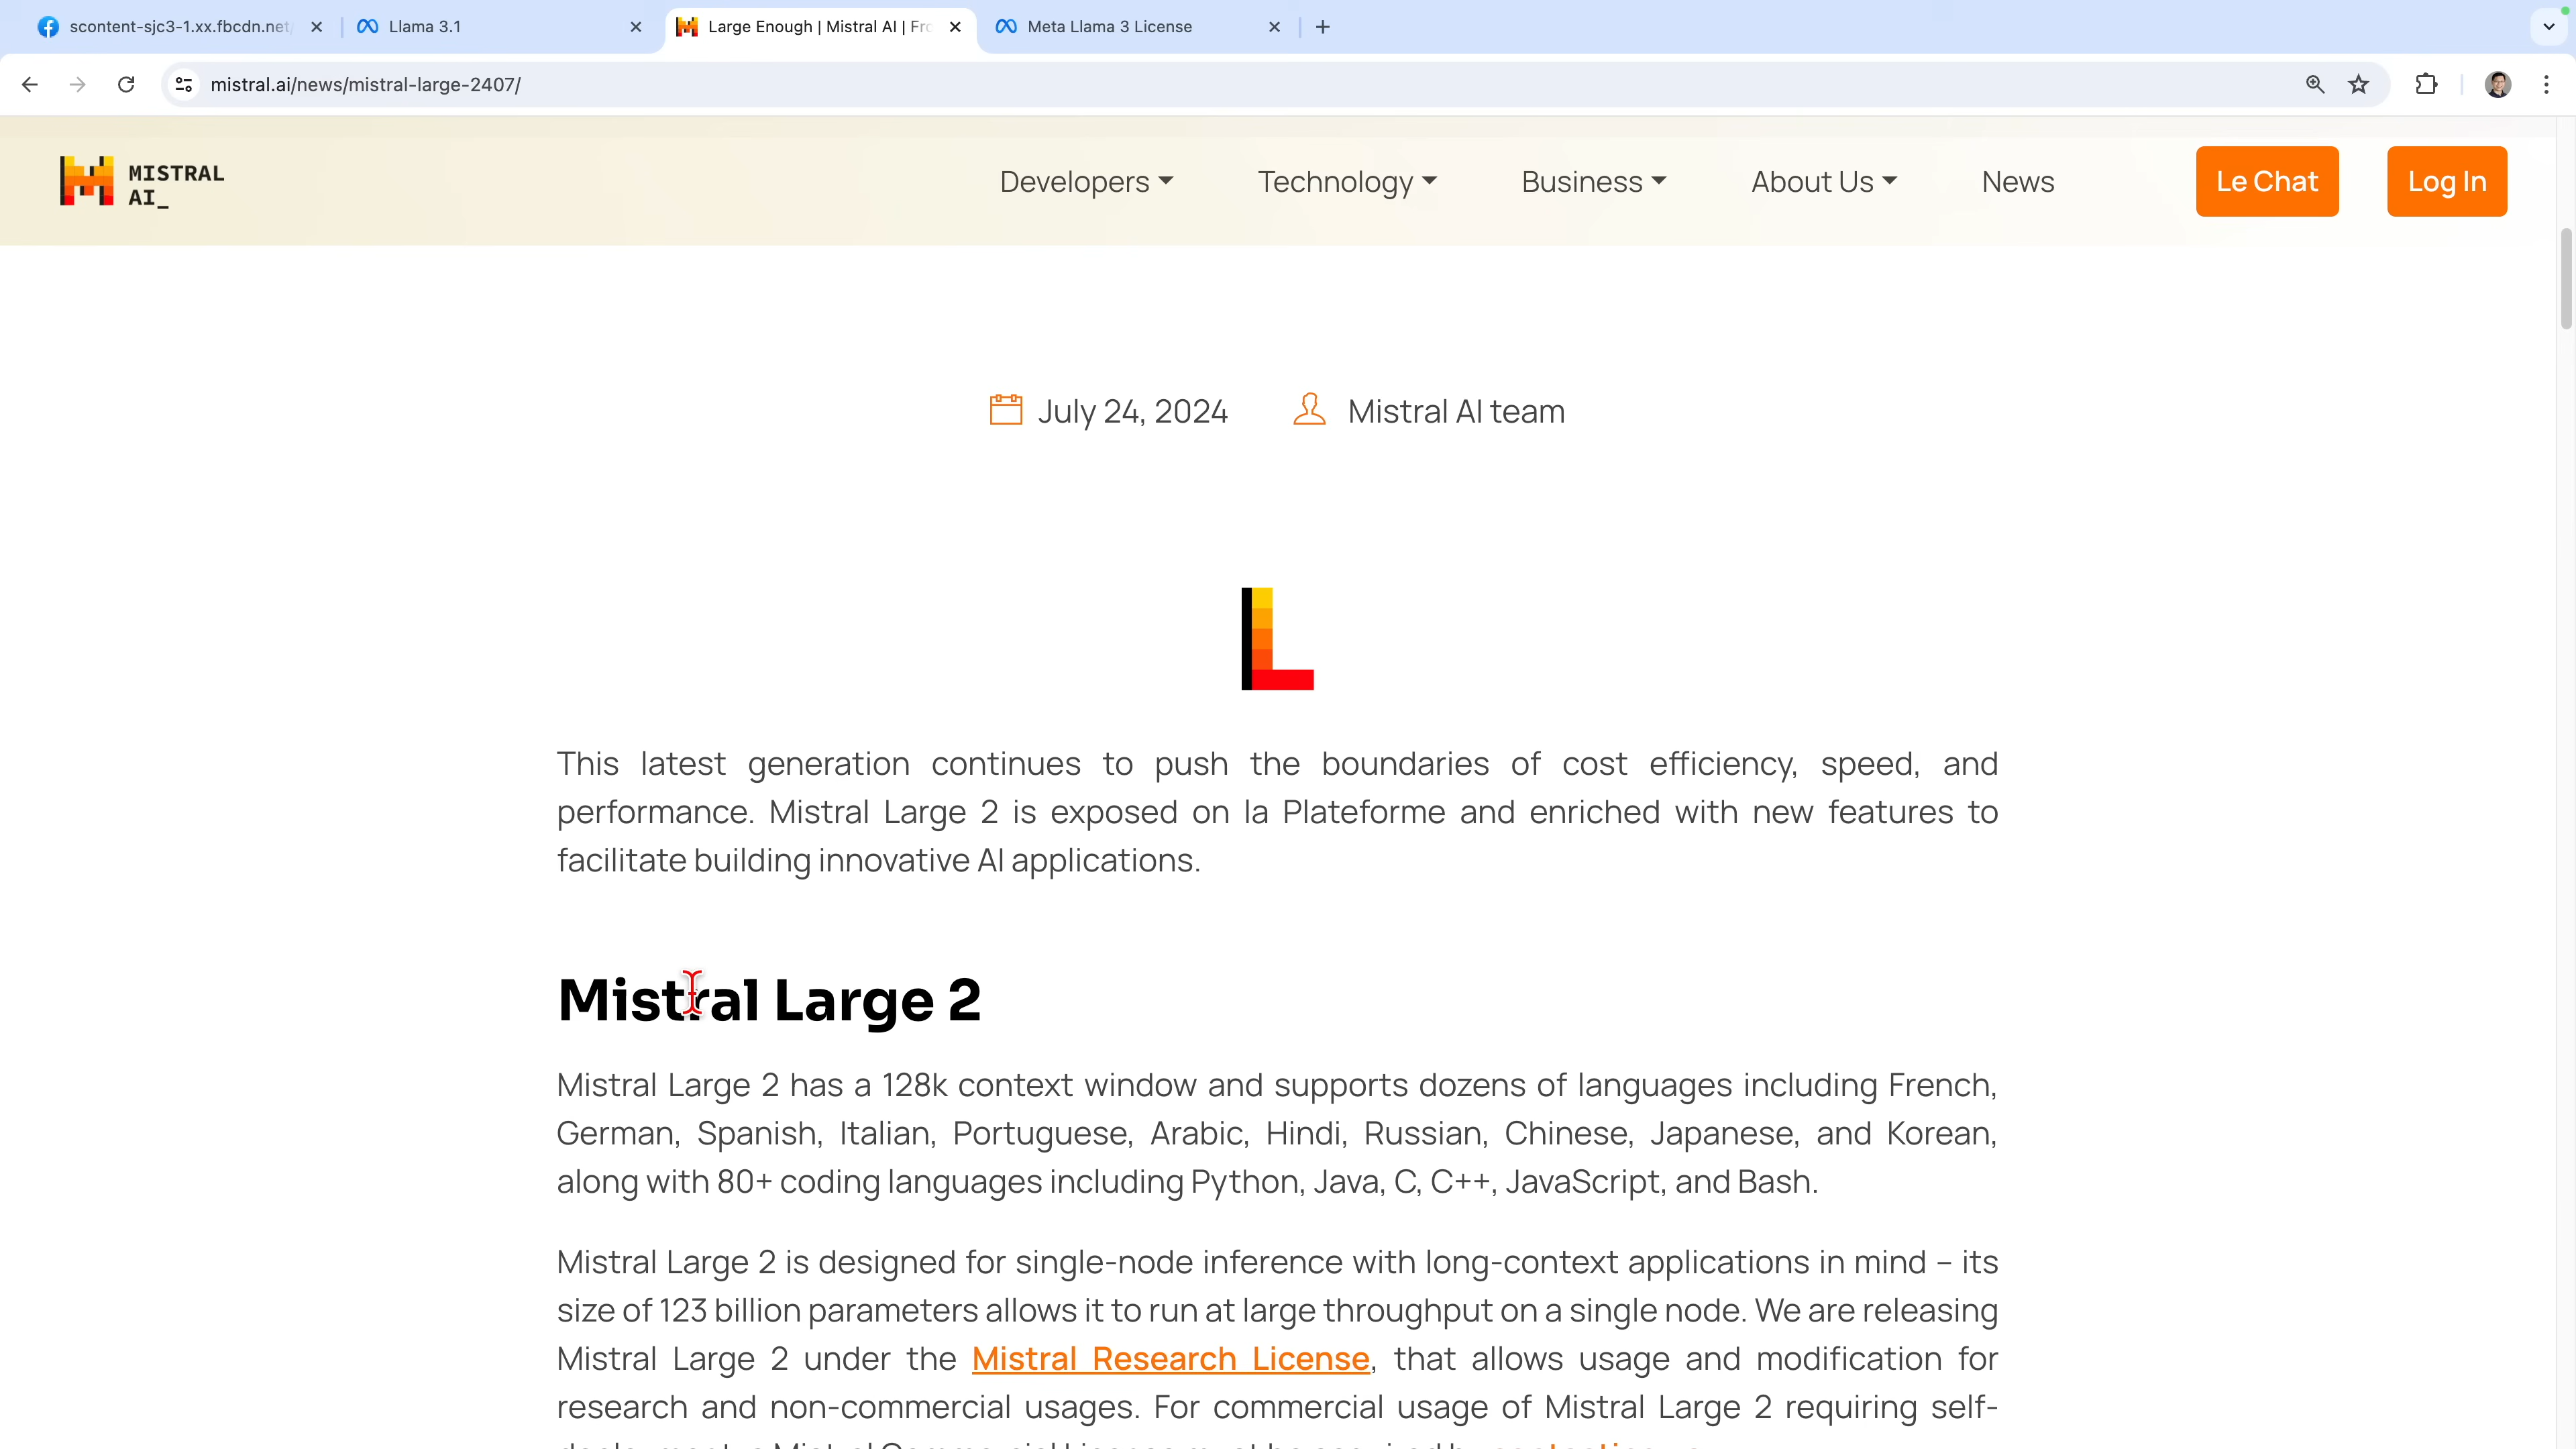 scontent-sjc3-1.xx.fbcdn.net/
Llama 3.1
Large Enough | Mistral AI | Fro
Meta Llama 3 License
mistral.ai/news/mistral-large-2407/
MISTRAL
AI_
Developers
Technology
Business
About Us
News
Le Chat
Log In
July 24, 2024
Mistral AI team
L
This latest generation continues to push the boundaries of cost efficiency, speed, and
performance. Mistral Large 2 is exposed on la Plateforme and enriched with new features to
facilitate building innovative AI applications.
Mistral Large 2
Mistral Large 2 has a 128k context window and supports dozens of languages including French,
German, Spanish, Italian, Portuguese, Arabic, Hindi, Russian, Chinese, Japanese, and Korean,
along with 80+ coding languages including Python, Java, C, C++, JavaScript, and Bash.
Mistral Large 2 is designed for single-node inference with long-context applications in mind – its
size of 123 billion parameters allows it to run at large throughput on a single node. We are releasing
Mistral Large 2 under the Mistral Research License, that allows usage and modification for
research and non-commercial usages. For commercial usage of Mistral Large 2 requiring self-